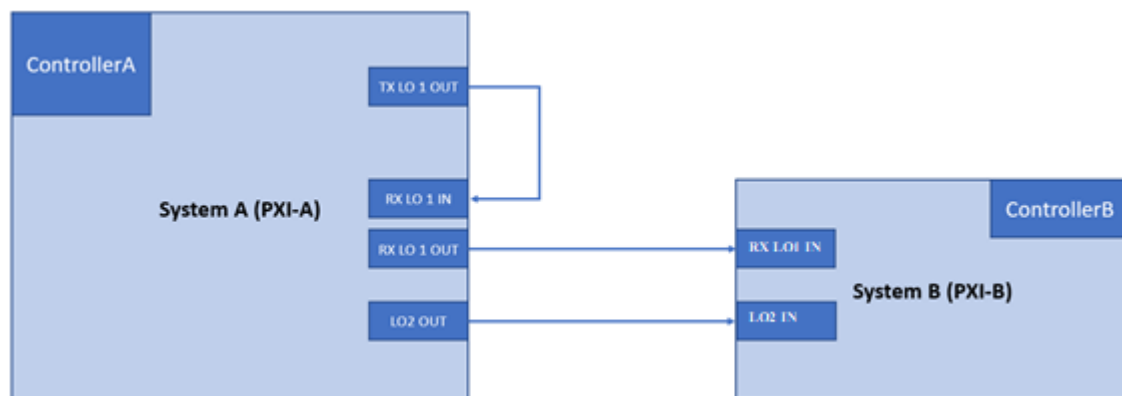 ControllerA
TX LO 1 OUT
RX LO 1 IN
System A (PXI-A)
RX LO 1 OUT
LO2 OUT
ControllerB
RX LO1 IN
System B (PXI-B)
LO2 IN